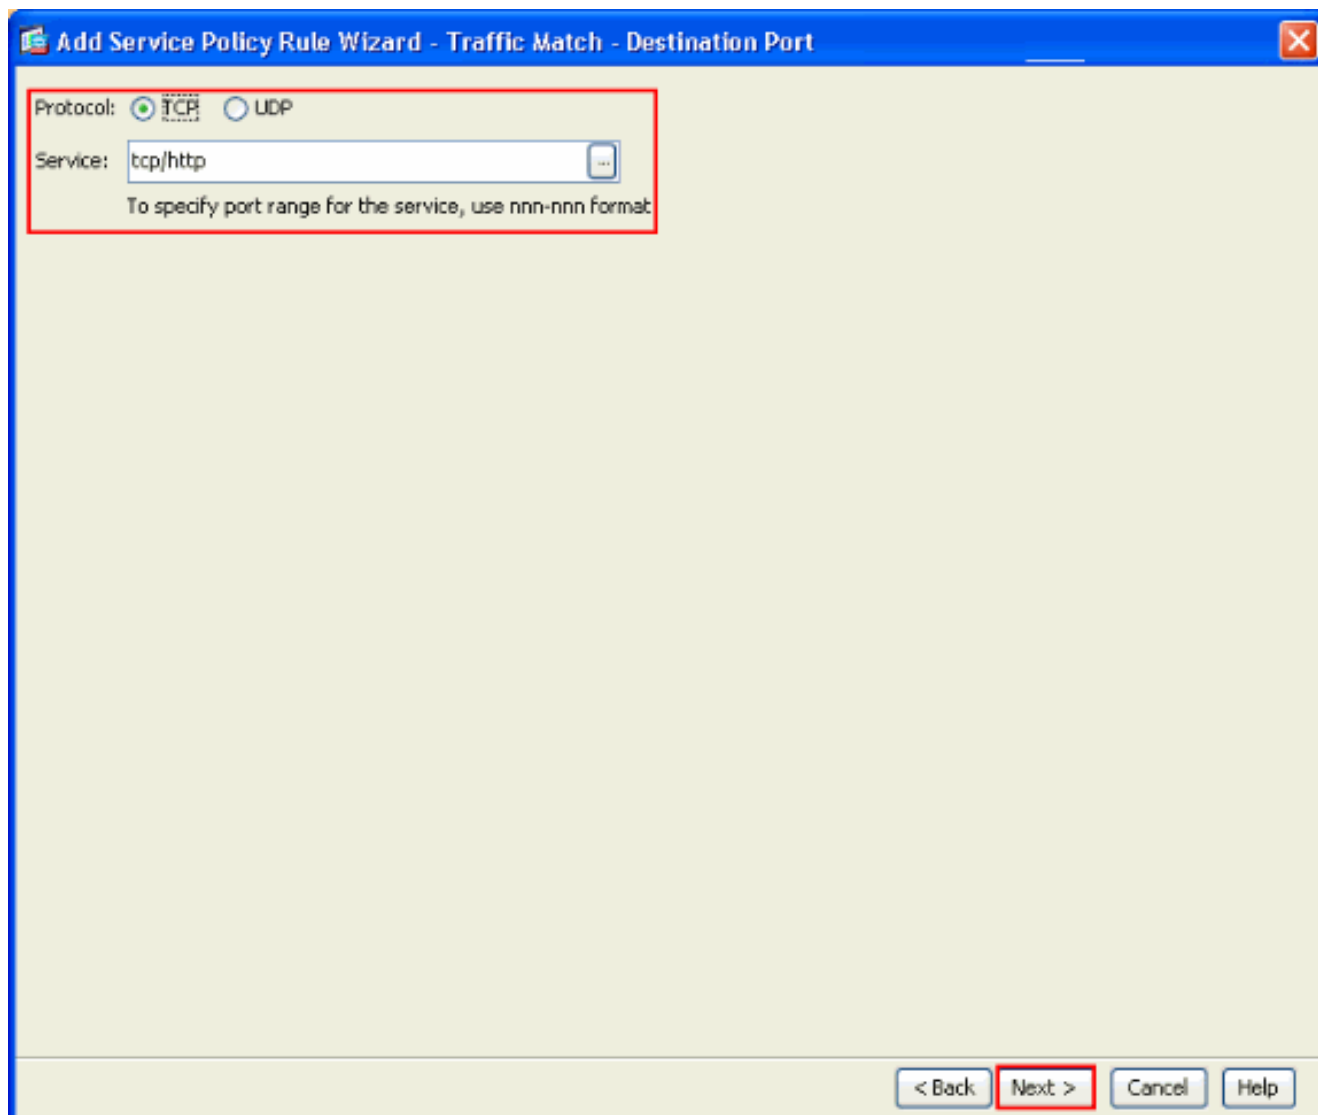 Add Service Policy Rule Wizard - Traffic Match - Destination Port
Protocol: TCP UDP
Service: tcp/http ...
To specify port range for the service, use nnn-nnn format
< Back Next > Cancel Help